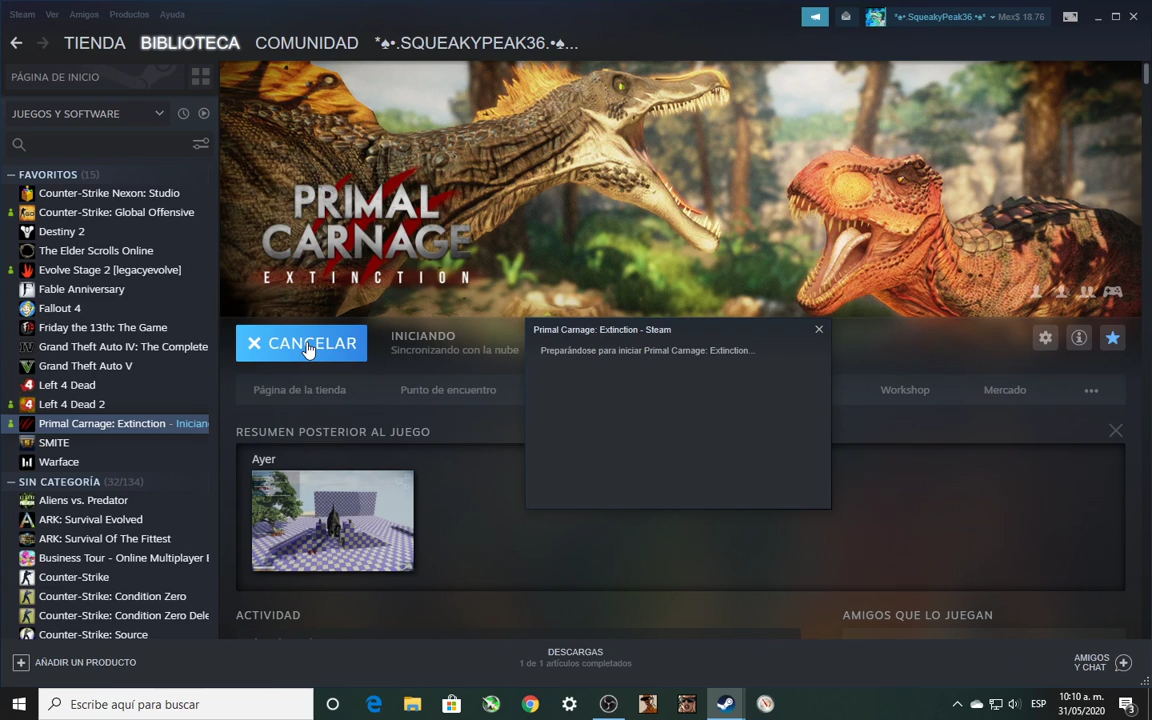 Steam Ver Amigos Productos Ayuda
*♠•.SqueakyPeak36.•♠* Mex$ 18.76
TIENDA BIBLIOTECA COMUNIDAD *♠•.SQUEAKYPEAK36.•♠...
PÁGINA DE INICIO
JUEGOS Y SOFTWARE
FAVORITOS (15)
Counter-Strike Nexon: Studio
Counter-Strike: Global Offensive
Destiny 2
The Elder Scrolls Online
Evolve Stage 2 [legacyevolve]
Fable Anniversary
Fallout 4
Friday the 13th: The Game
Grand Theft Auto IV: The Complete
Grand Theft Auto V
Left 4 Dead
Left 4 Dead 2
Primal Carnage: Extinction - Inician
SMITE
Warface
SIN CATEGORÍA (32/134)
Aliens vs. Predator
ARK: Survival Evolved
ARK: Survival Of The Fittest
Business Tour - Online Multiplayer
Counter-Strike
Counter-Strike: Condition Zero
Counter-Strike: Condition Zero Dele
Counter-Strike: Source
PRIMAL
CARNAGE
EXTINCTION
CANCELAR
INICIANDO
Sincronizando con la nube
Primal Carnage: Extinction - Steam
Preparándose para iniciar Primal Carnage: Extinction...
Página de la tienda Punto de encuentro Workshop Mercado
RESUMEN POSTERIOR AL JUEGO
Ayer
ACTIVIDAD
AMIGOS QUE LO JUEGAN
AÑADIR UN PRODUCTO
DESCARGAS
1 de 1 artículos completados
AMIGOS
Y CHAT
Escribe aquí para buscar
ESP
10:10 a. m.
31/05/2020
3